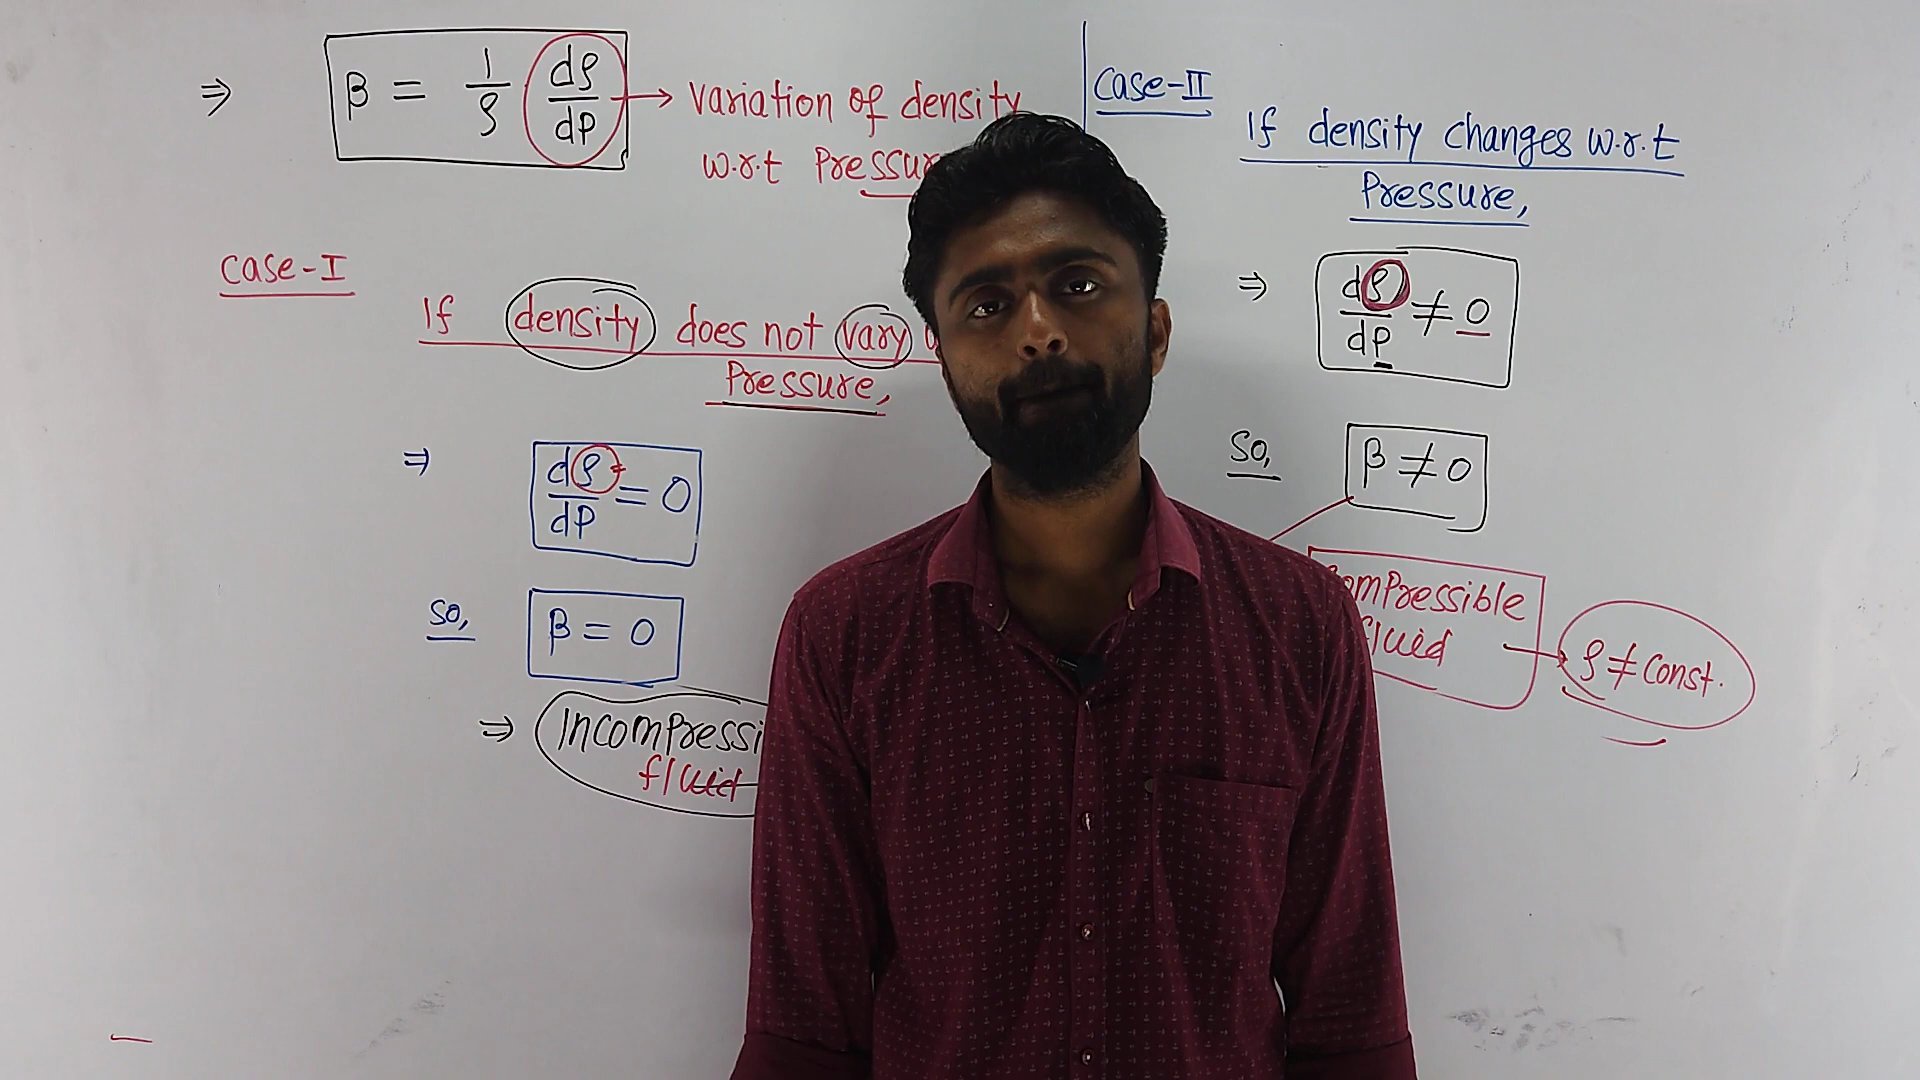 ⇒ β = 1/ρ dρ/dp → Variation of density
w.r.t Pressu
Case-I
If density does not vary
Pressure,
⇒ dρ/dp = 0
So, β = 0
⇒ Incompressi
fluid
Case-II
If density changes w.r.t
Pressure,
⇒ dρ/dp ≠ 0
So, β ≠ 0
ompressible
fluid → ρ ≠ Const.